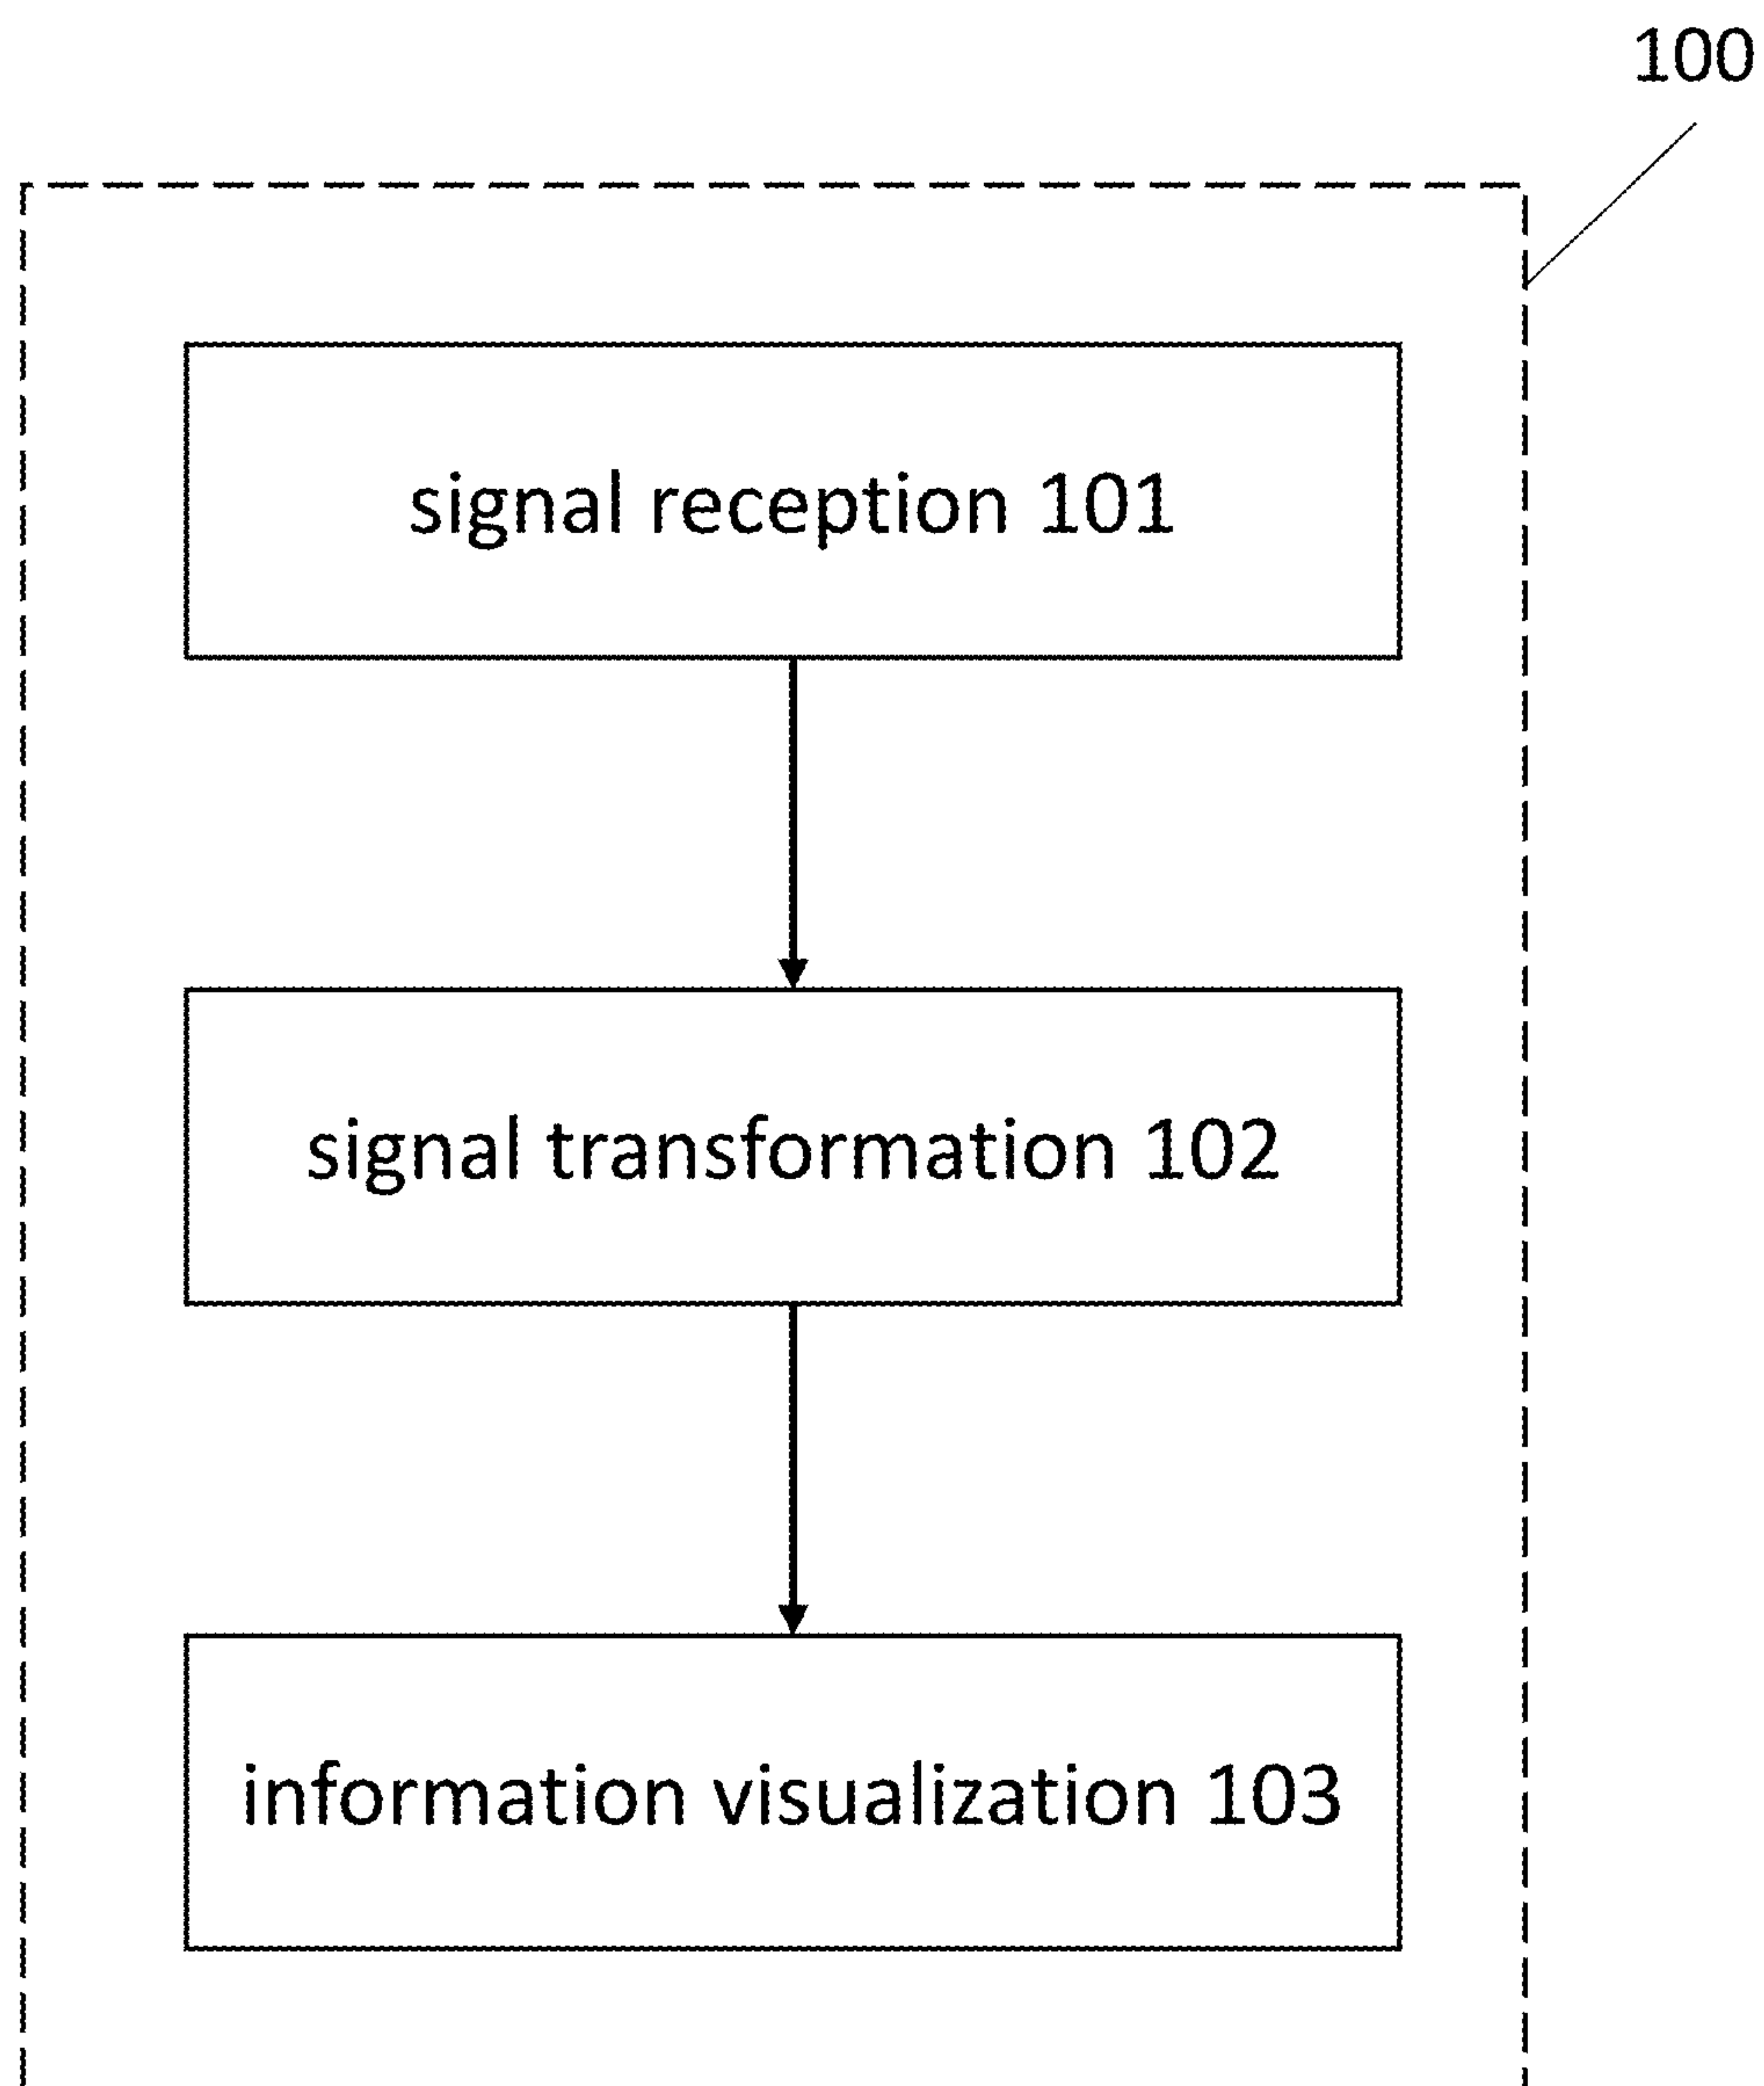 100
signal reception 101
signal transformation 102
information visualization 103